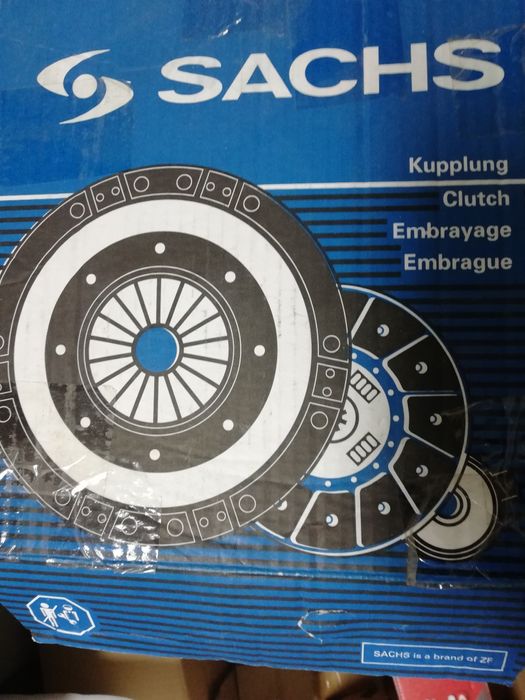 SACHS
Kupplung
Clutch
Embrayage
Embrague
SACHS is a brand of ZF